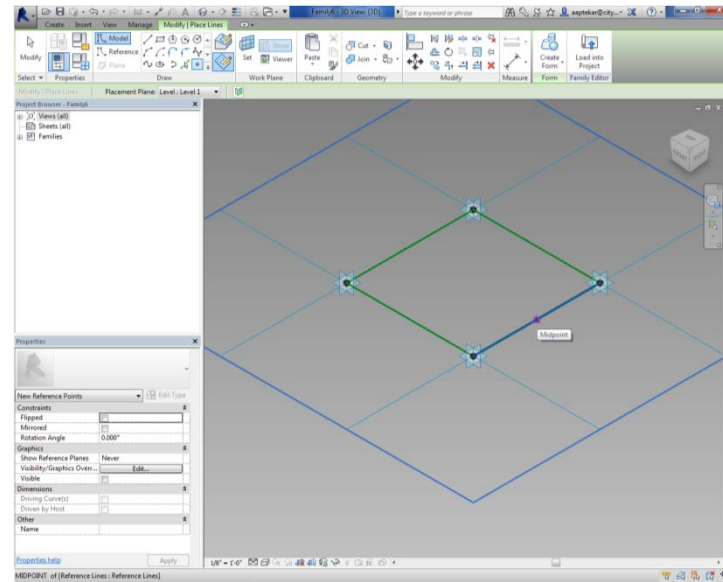 Family6 - 3D View: {3D}
Type a keyword or phrase
aaptekar@city...
Create Insert View Manage Modify | Place Lines
Modify
Model
Reference
Plane
Set Show Viewer
Paste
Cut
Join
Create Form
Load into Project
Select Properties Draw Work Plane Clipboard Geometry Modify Measure Form Family Editor
Modify | Place Lines Placement Plane: Level : Level 1
Project Browser - Family6
Views (all)
Sheets (all)
Families
TOP
FRONT
Midpoint
Properties
New Reference Points Edit Type
Constraints
Flipped
Mirrored
Rotation Angle 0.000°
Graphics
Show Reference Planes Never
Visibility/Graphics Overr... Edit...
Visible
Dimensions
Driving Curve(s)
Driven by Host
Other
Name
Properties help Apply
1/8" = 1'-0"
MIDPOINT of [Reference Lines : Reference Lines]